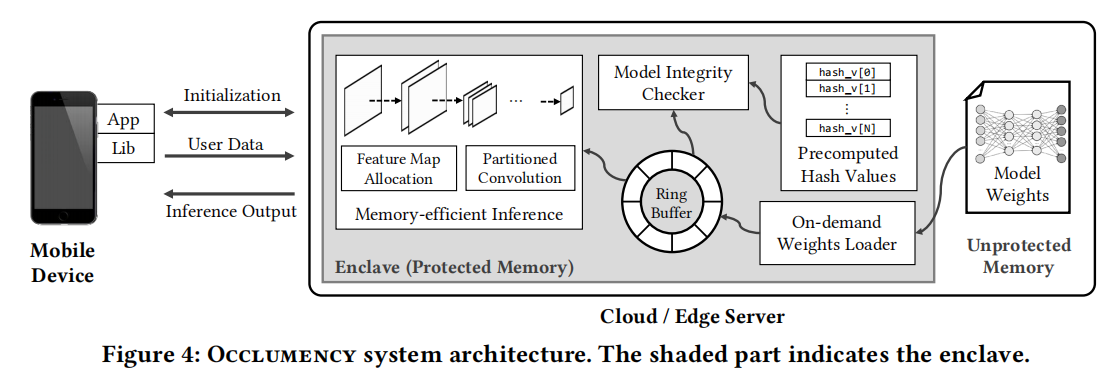 App
Lib
Initialization
User Data
Inference Output
Mobile
Device
Feature Map
Allocation
Partitioned
Convolution
Memory-efficient Inference
...
Model Integrity
Checker
hash_v[0]
hash_v[1]
⋮
hash_v[N]
Precomputed
Hash Values
Ring
Buffer
On-demand
Weights Loader
Model
Weights
Unprotected
Memory
Enclave (Protected Memory)
Cloud / Edge Server
Figure 4: Occlumency system architecture. The shaded part indicates the enclave.